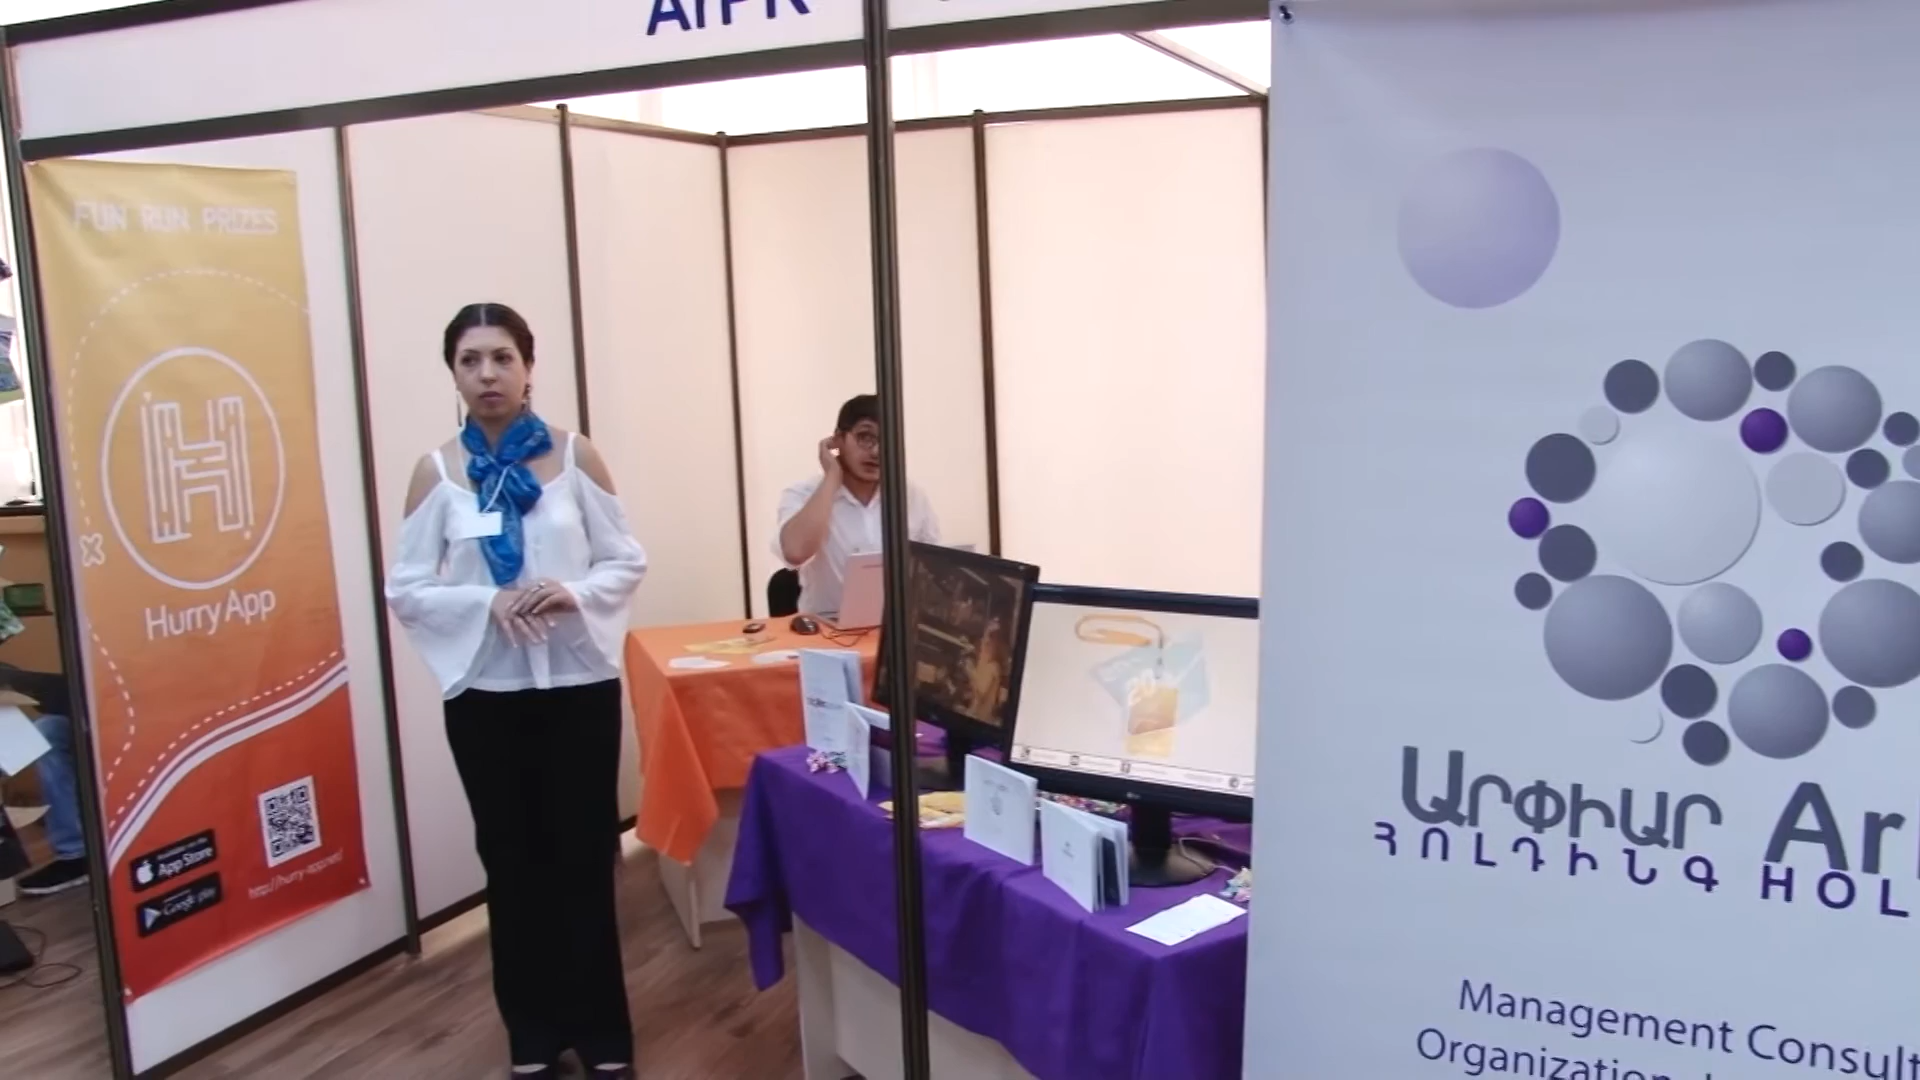 ArPR
FUN RUN PRIZES
H
Hurry App
App Store
Google play
http://hurry-app.net/
20
Արփիար Ar
ՀՈԼԴԻՆԳ HOL
Management Consult
Organization